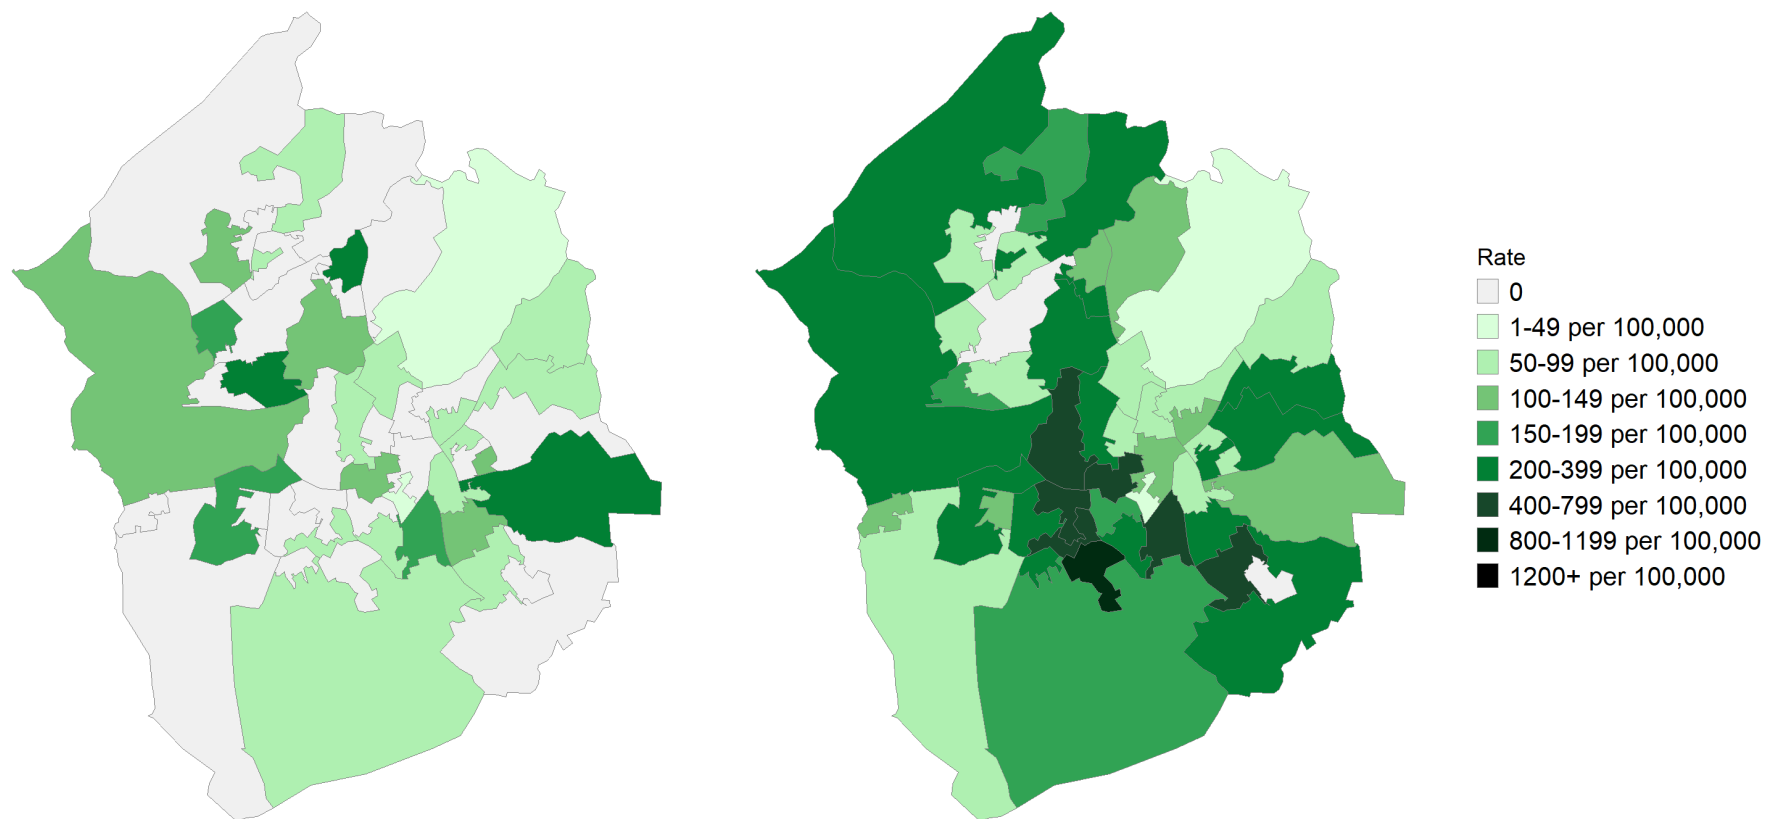 Rate
0
1-49 per 100,000
50-99 per 100,000
100-149 per 100,000
150-199 per 100,000
200-399 per 100,000
400-799 per 100,000
800-1199 per 100,000
1200+ per 100,000